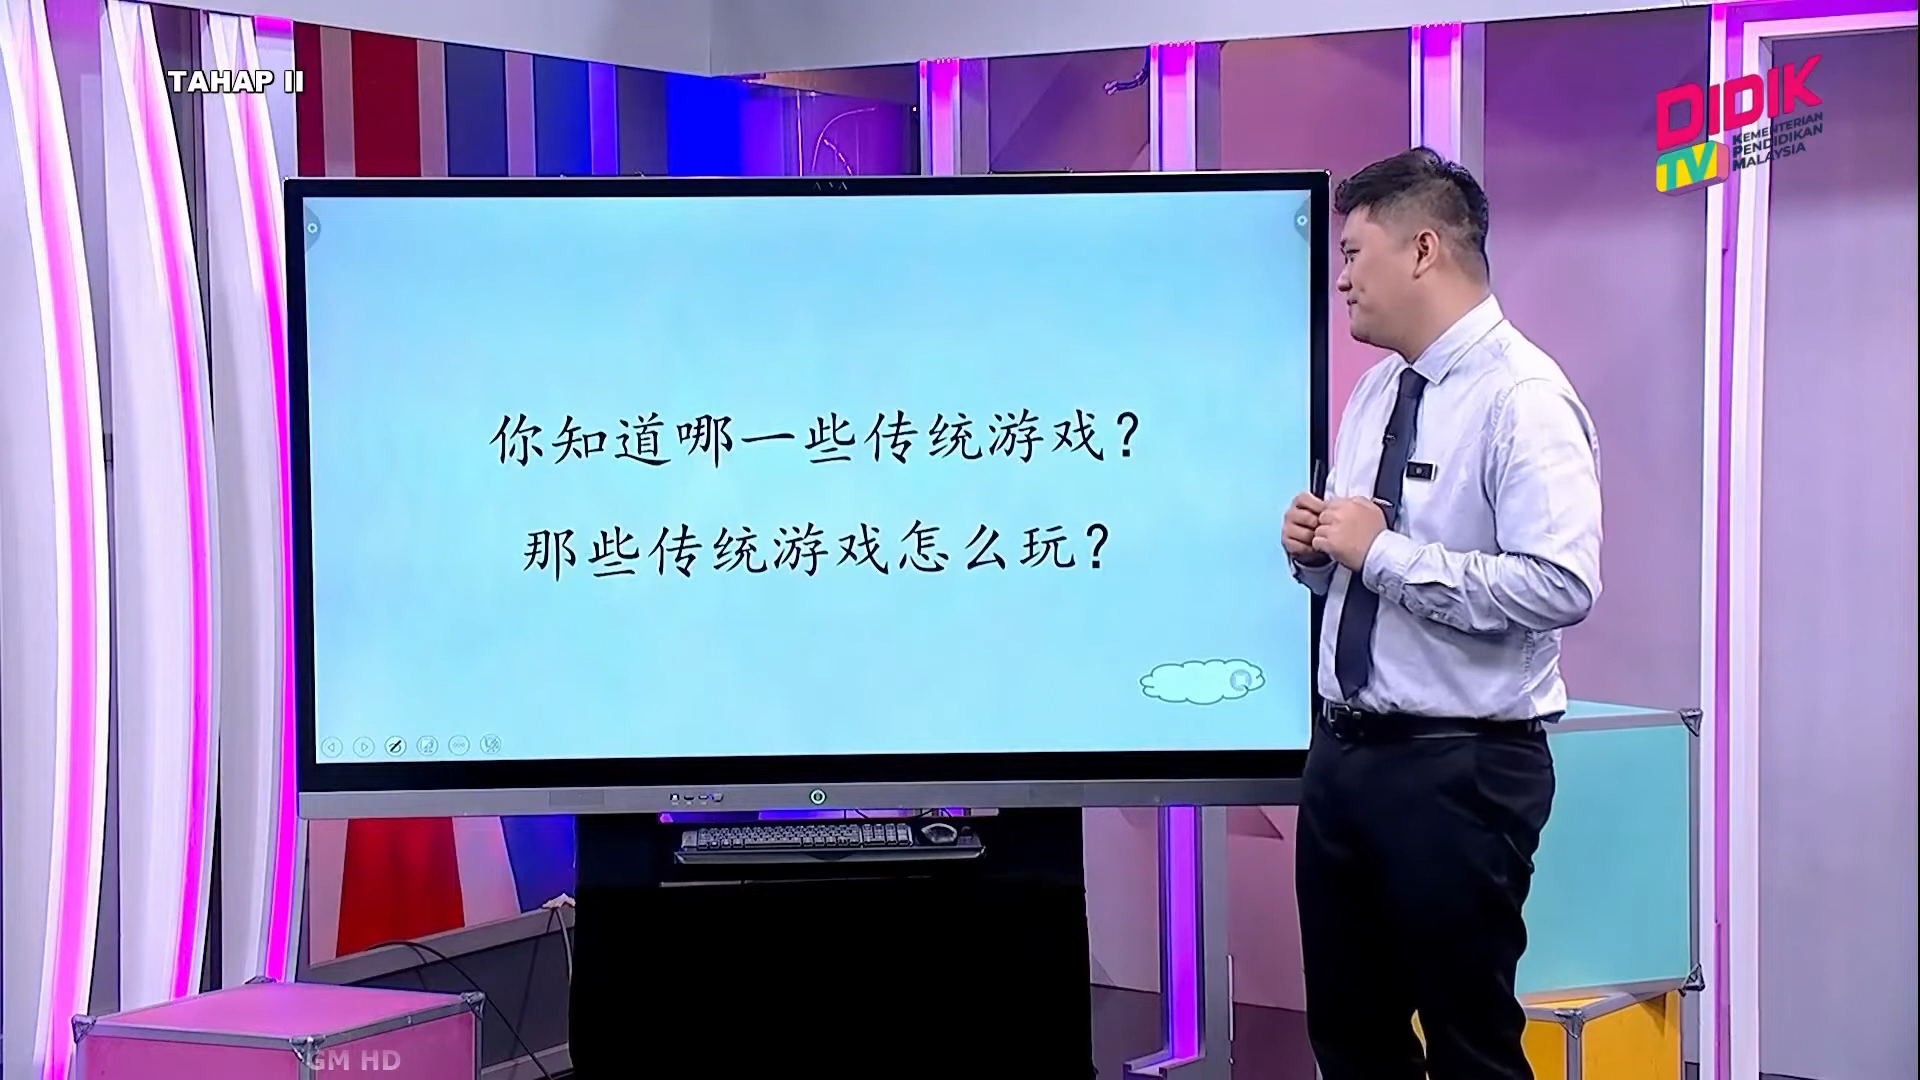 TAHAP II
DIDIK
TV
KEMENTERIAN
PENDIDIKAN
MALAYSIA
你知道哪一些传统游戏？
那些传统游戏怎么玩？
GM HD